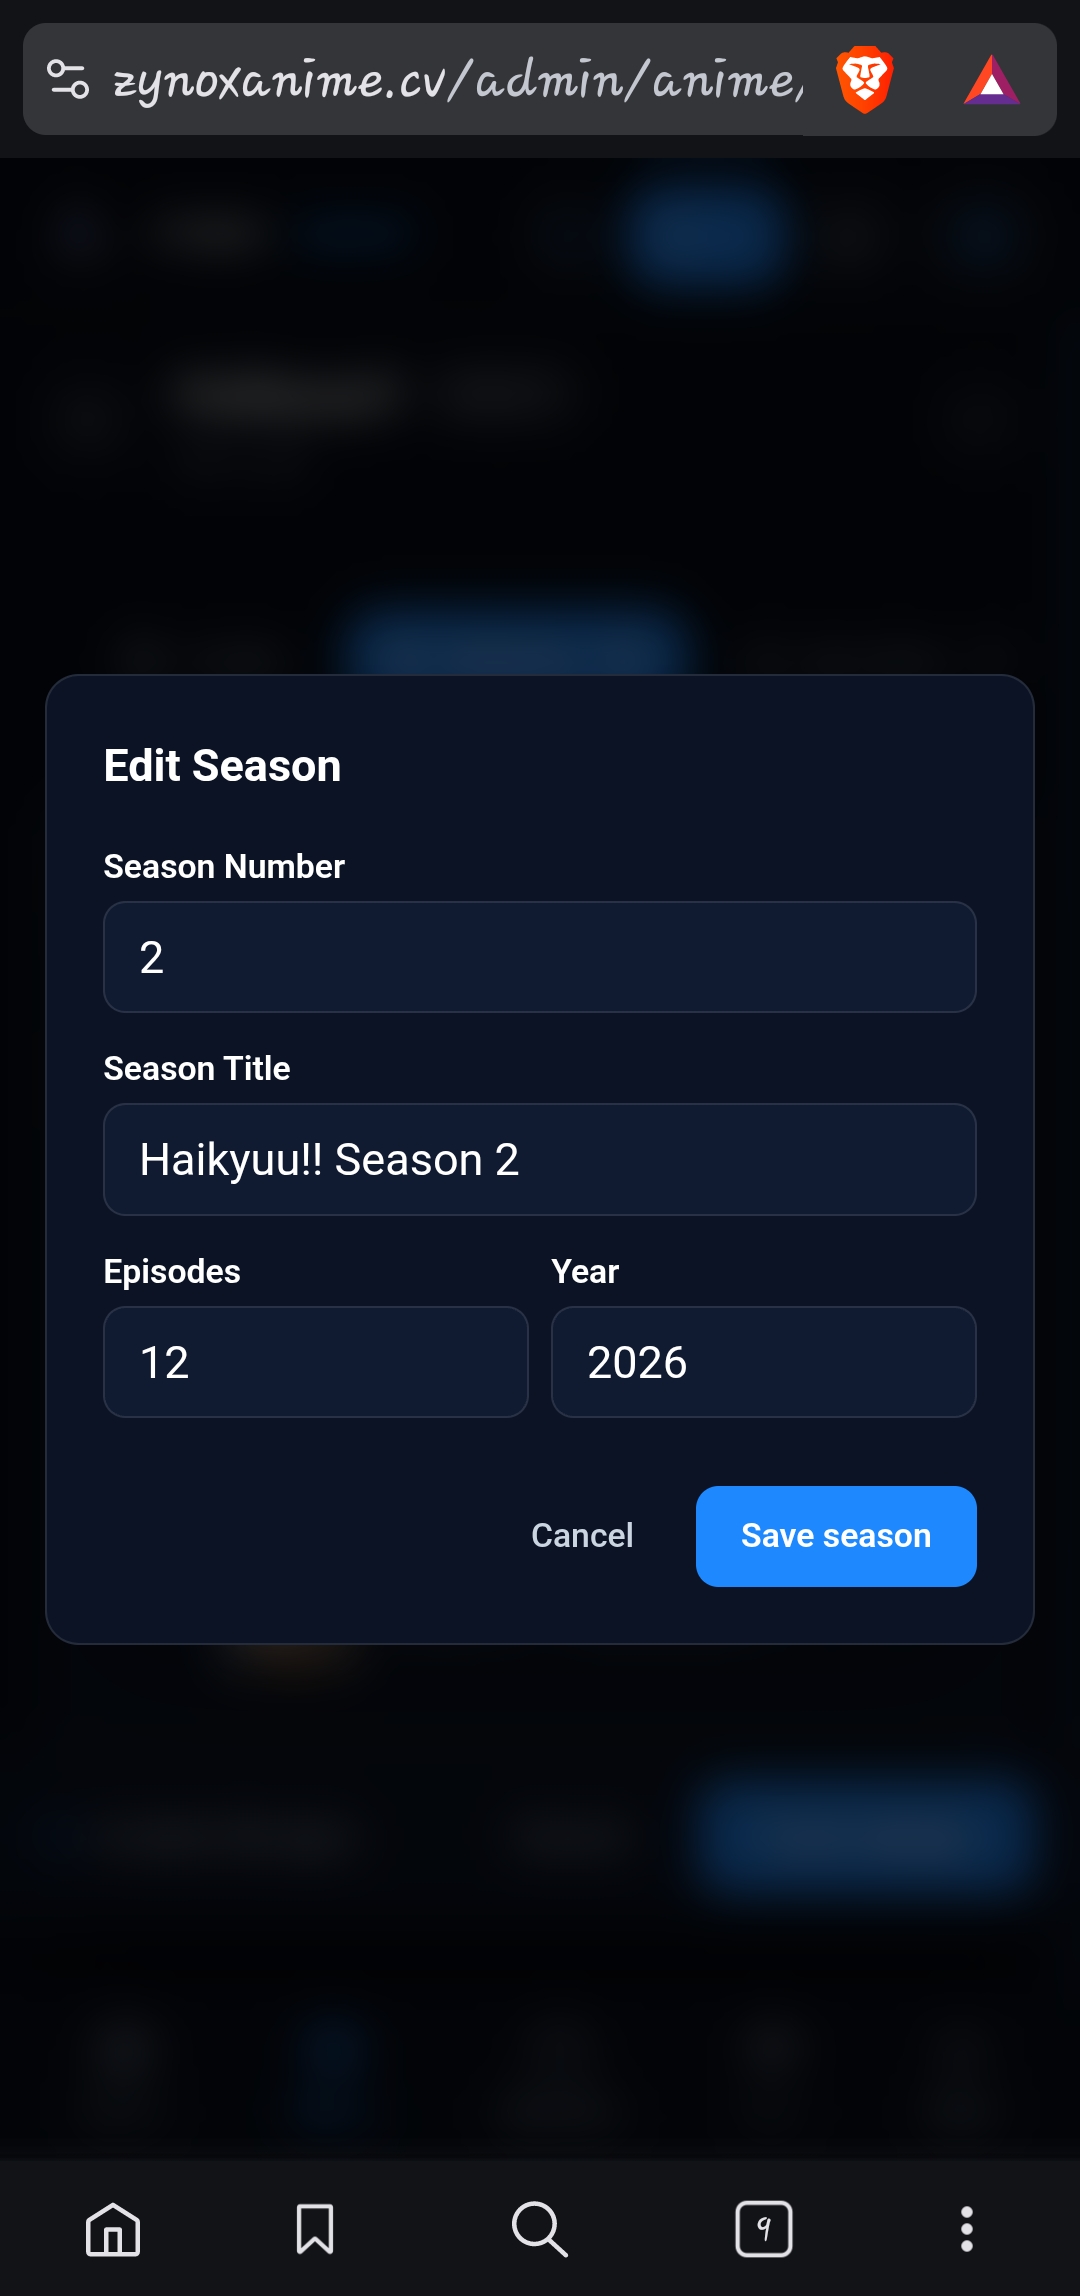 zynoxanime.cv/admin/anime/
Edit Season
Season Number
2
Season Title
Haikyuu!! Season 2
Episodes Year
12 2026
Cancel Save season
9